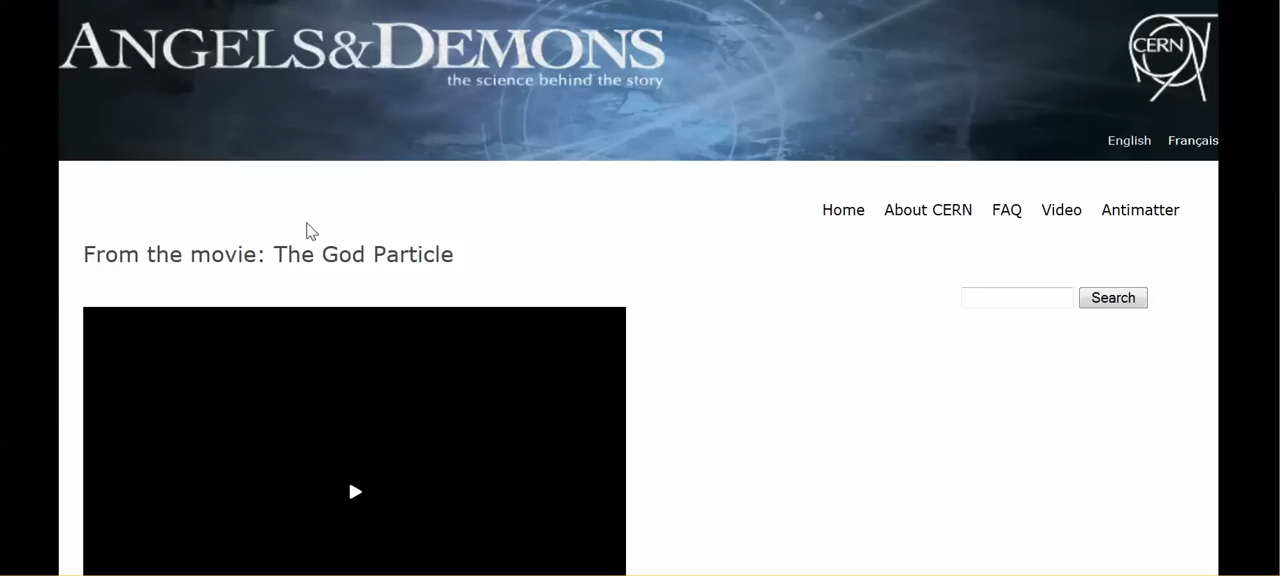 ANGELS&DEMONS
the science behind the story
CERN
English Français
Home About CERN FAQ Video Antimatter
From the movie: The God Particle
Search